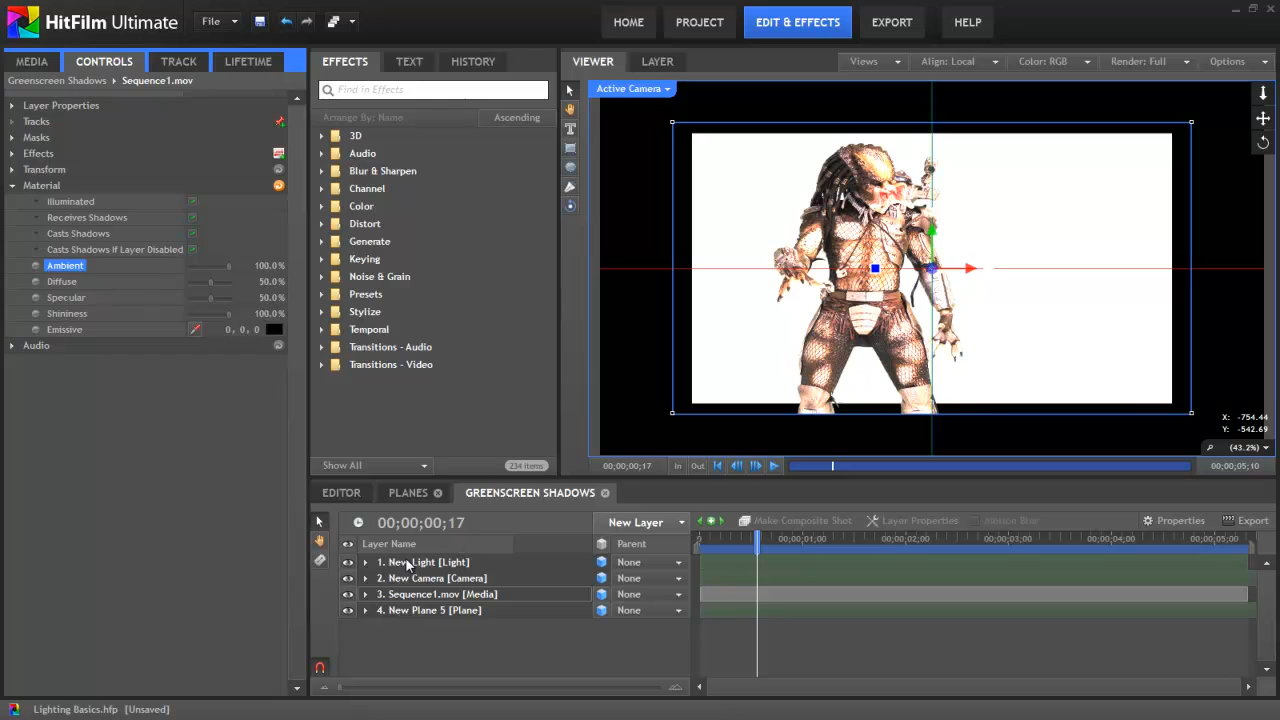 HitFilm Ultimate
File
HOME
PROJECT
EDIT & EFFECTS
EXPORT
HELP
MEDIA
CONTROLS
TRACK
LIFETIME
Greenscreen Shadows
Sequence1.mov
Layer Properties
Tracks
Masks
Effects
Transform
Material
Illuminated
Receives Shadows
Casts Shadows
Casts Shadows If Layer Disabled
Ambient 100.0%
Diffuse 50.0%
Specular 50.0%
Shininess 100.0%
Emissive 0, 0, 0
Audio
EFFECTS
TEXT
HISTORY
Find in Effects
Arrange By: Name
Ascending
3D
Audio
Blur & Sharpen
Channel
Color
Distort
Generate
Keying
Noise & Grain
Presets
Stylize
Temporal
Transitions - Audio
Transitions - Video
Show All
234 items
VIEWER
LAYER
Views
Align: Local
Color: RGB
Render: Full
Options
Active Camera
X: -754.44
Y: -542.69
(43.2%)
00;00;00;17
In
Out
00;00;05;10
EDITOR
PLANES
GREENSCREEN SHADOWS
00;00;00;17
New Layer
Make Composite Shot
Layer Properties
Motion Blur
Properties
Export
Layer Name
Parent
0
00;00;01;00
00;00;02;00
00;00;03;00
00;00;04;00
00;00;05;00
1. New Light [Light] None
2. New Camera [Camera] None
3. Sequence1.mov [Media] None
4. New Plane 5 [Plane] None
Lighting Basics.hfp [Unsaved]